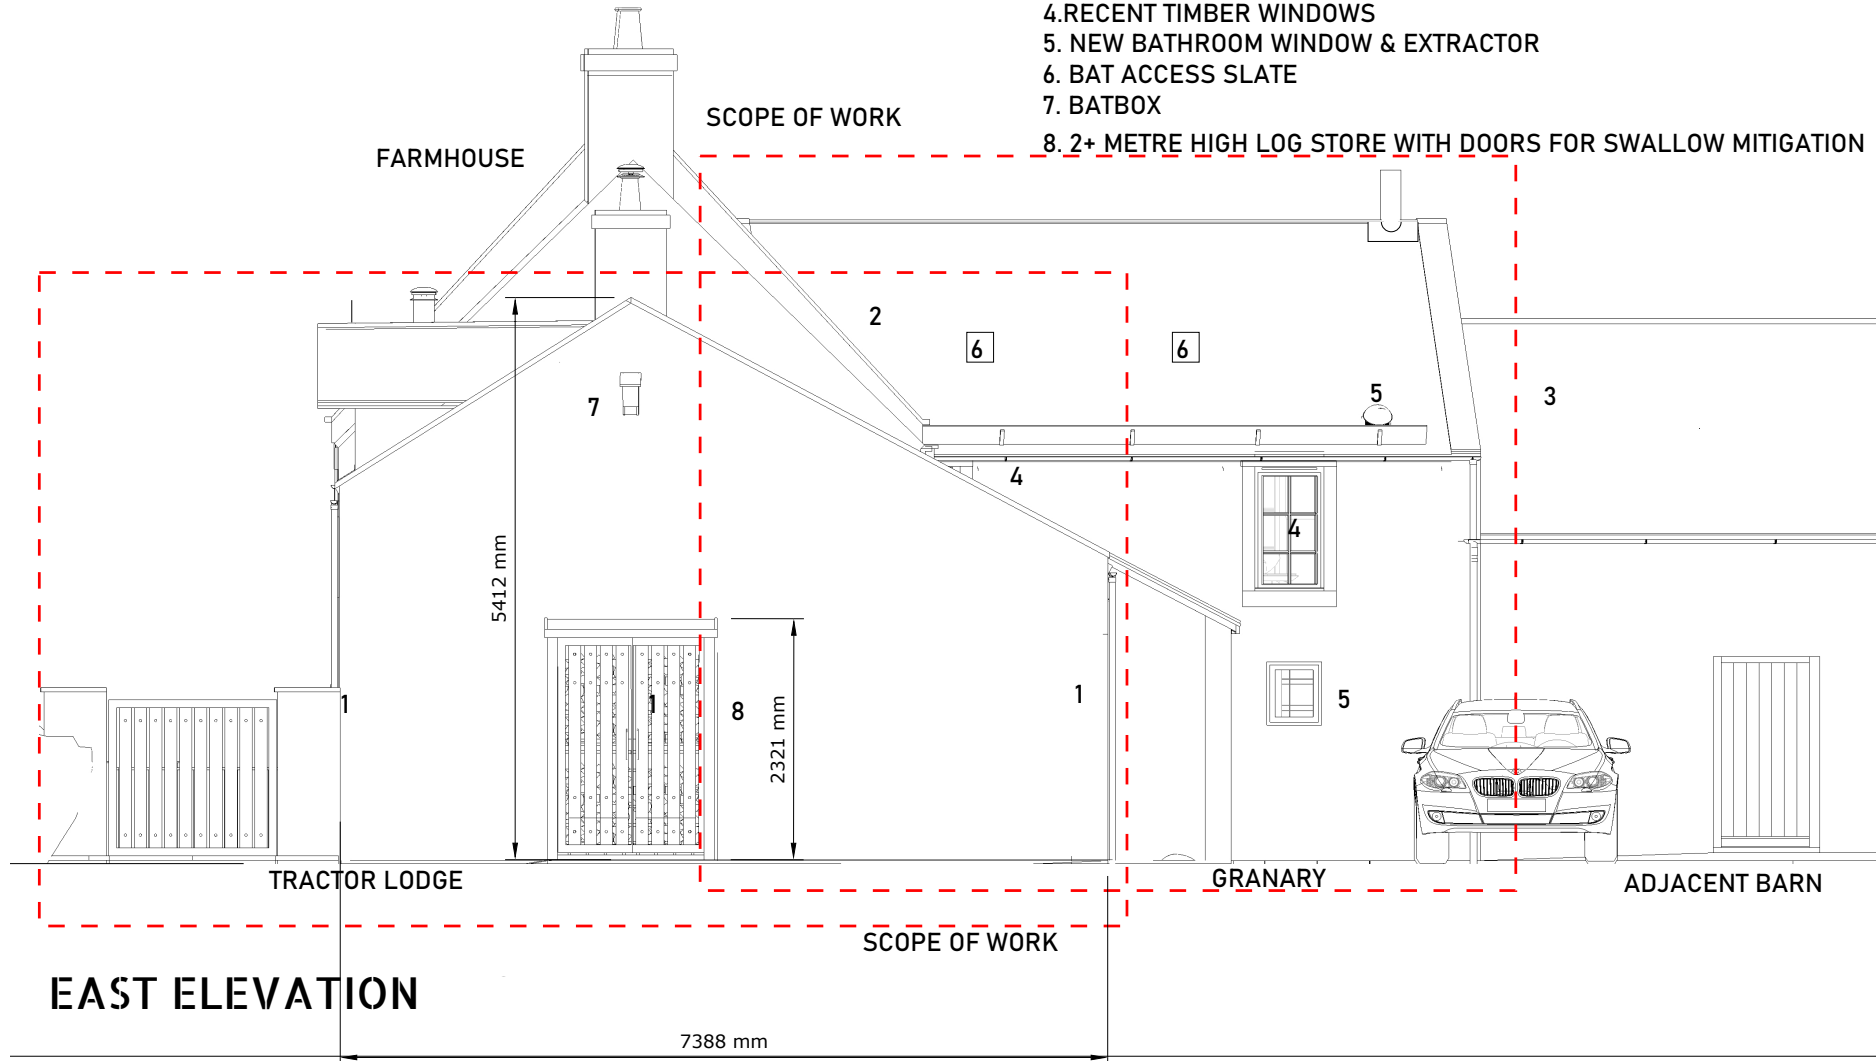 4.RECENT TIMBER WINDOWS
5. NEW BATHROOM WINDOW & EXTRACTOR
6. BAT ACCESS SLATE
7. BATBOX
8. 2+ METRE HIGH LOG STORE WITH DOORS FOR SWALLOW MITIGATION
SCOPE OF WORK
FARMHOUSE
2
6
6
5
3
7
4
4
5412 mm
1
1
8
2321 mm
1
5
TRACTOR LODGE
GRANARY
ADJACENT BARN
SCOPE OF WORK
EAST ELEVATION
7388 mm